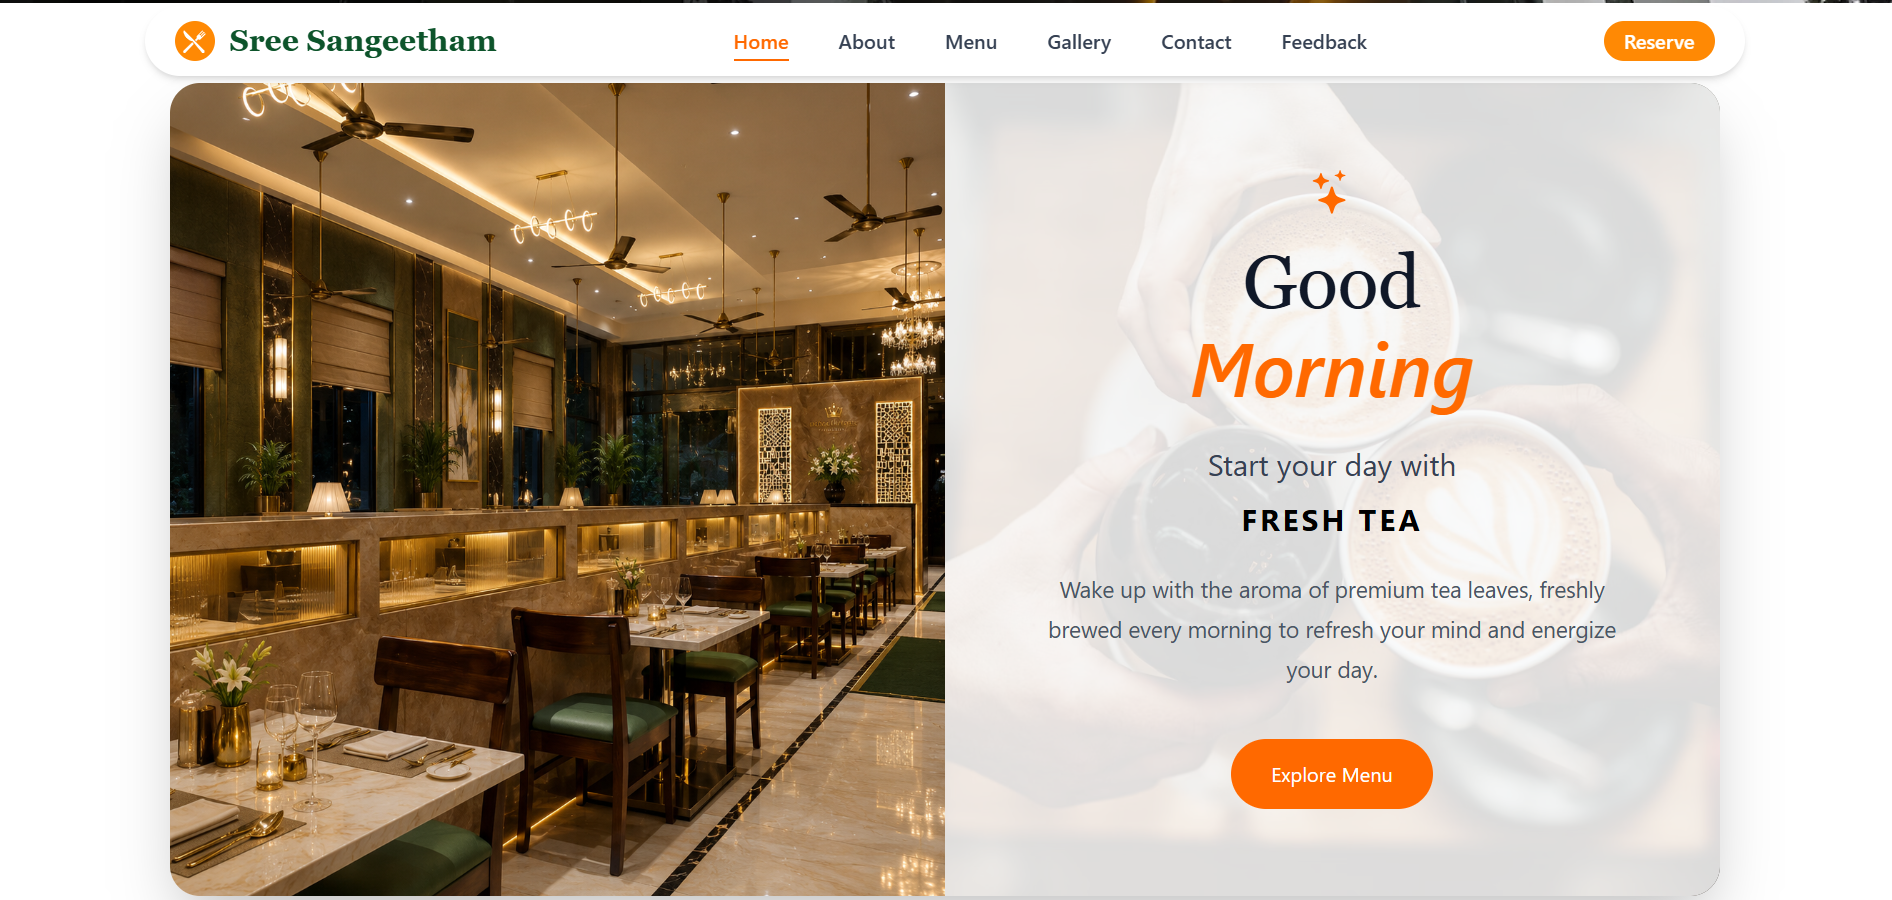 Sree Sangeetham
Home About Menu Gallery Contact Feedback
Reserve
Good
Morning
Start your day with
FRESH TEA
Wake up with the aroma of premium tea leaves, freshly
brewed every morning to refresh your mind and energize
your day.
Explore Menu